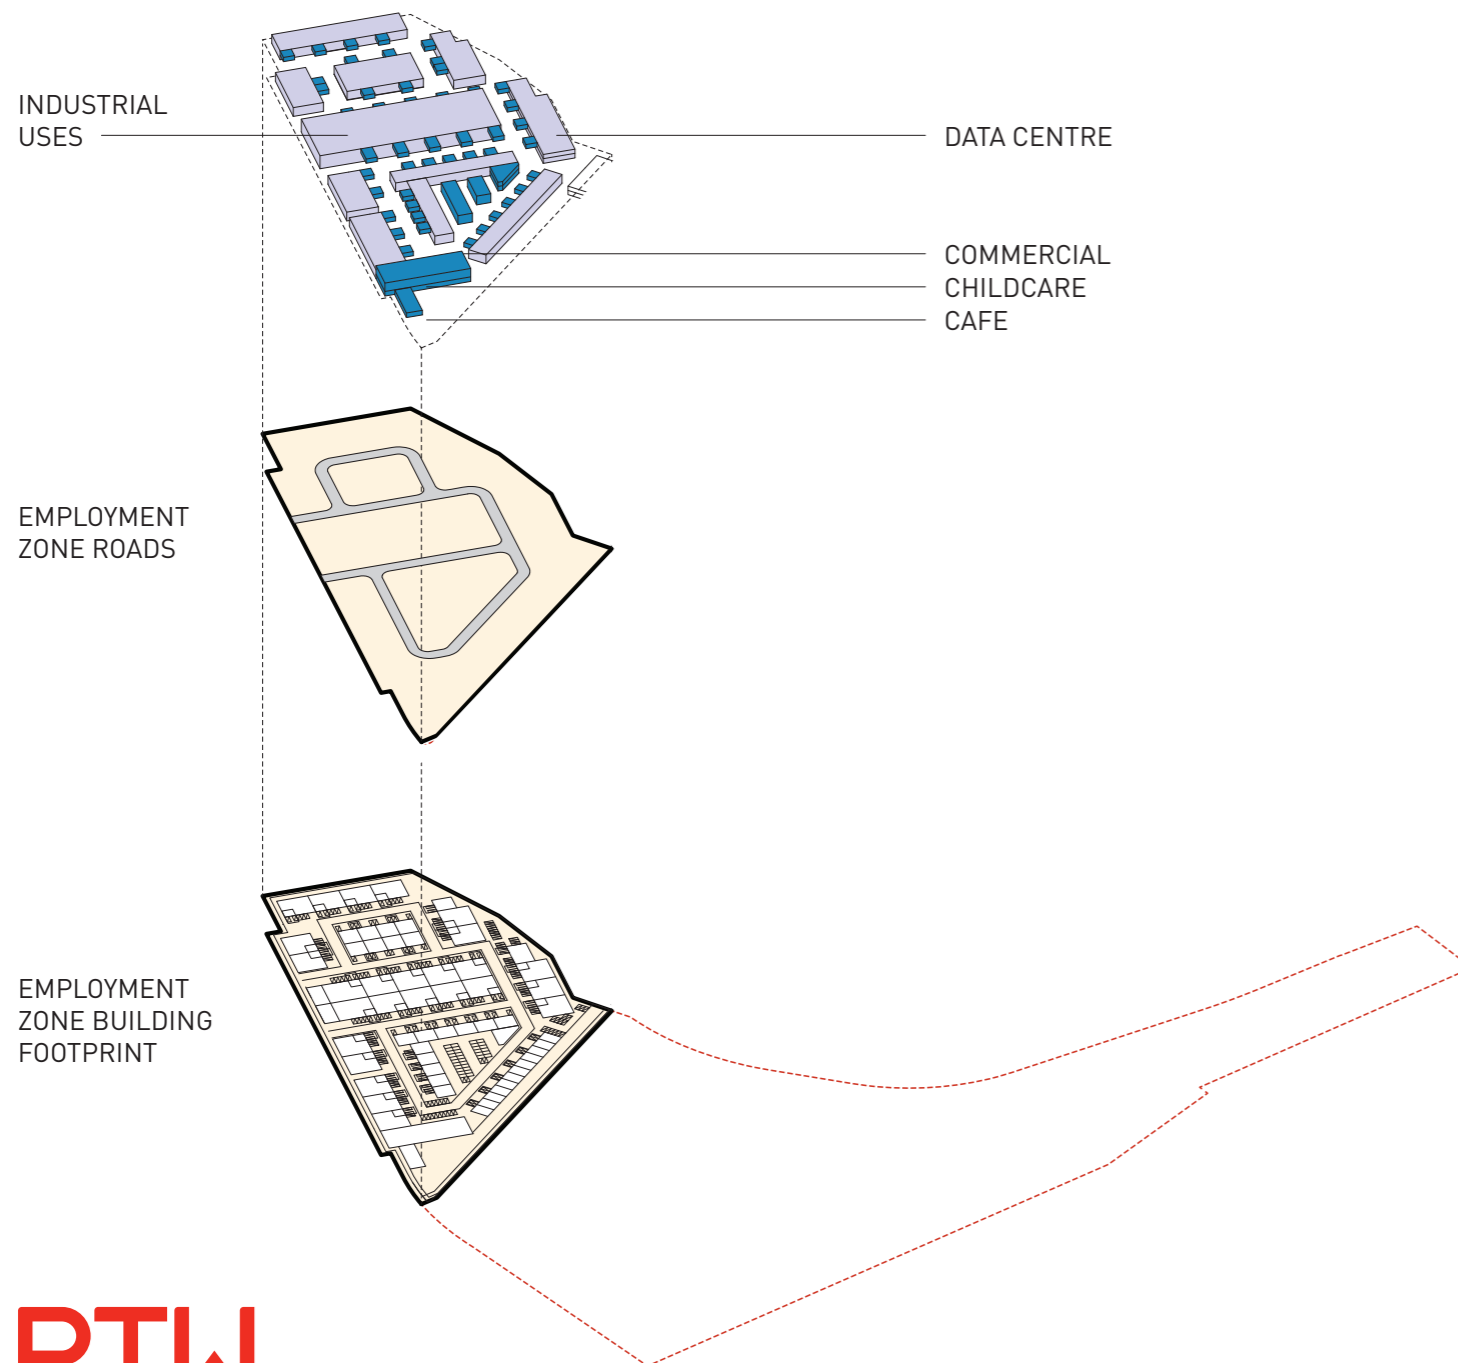 INDUSTRIAL
USES
DATA CENTRE
COMMERCIAL
CHILDCARE
CAFE
EMPLOYMENT
ZONE ROADS
EMPLOYMENT
ZONE BUILDING
FOOTPRINT